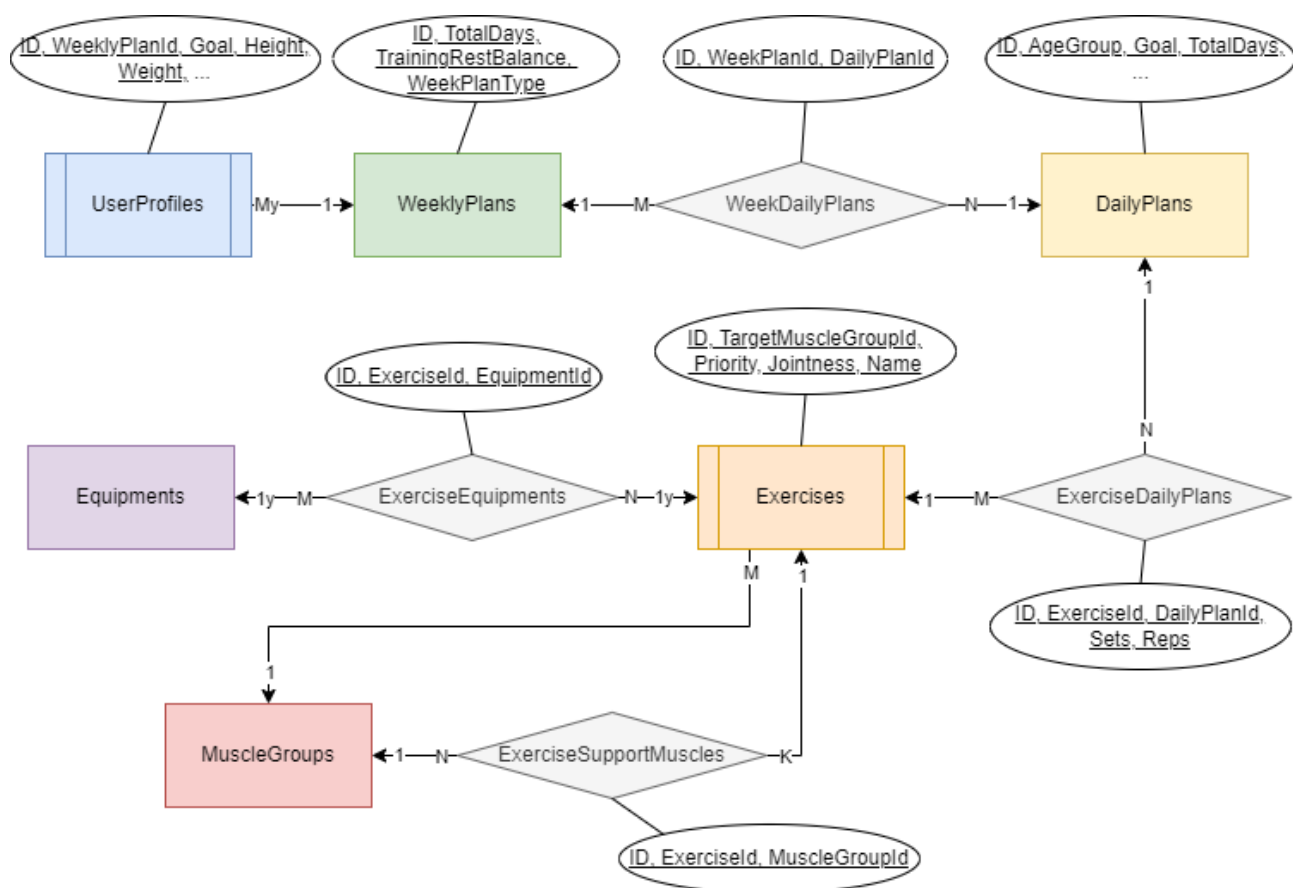 ID, WeeklyPlanId, Goal, Height,
Weight, ...
ID, TotalDays,
TrainingRestBalance,
WeekPlanType
ID, WeekPlanId, DailyPlanId
ID, AgeGroup, Goal, TotalDays,
...
UserProfiles
My
1
WeeklyPlans
1
M
WeekDailyPlans
N
1
DailyPlans
1
N
ID, TargetMuscleGroupId,
Priority, Jointness, Name
ID, ExerciseId, EquipmentId
Equipments
1y
M
ExerciseEquipments
N
1y
Exercises
1
M
ExerciseDailyPlans
M
1
ID, ExerciseId, DailyPlanId,
Sets, Reps
1
MuscleGroups
1
N
ExerciseSupportMuscles
K
ID, ExerciseId, MuscleGroupId